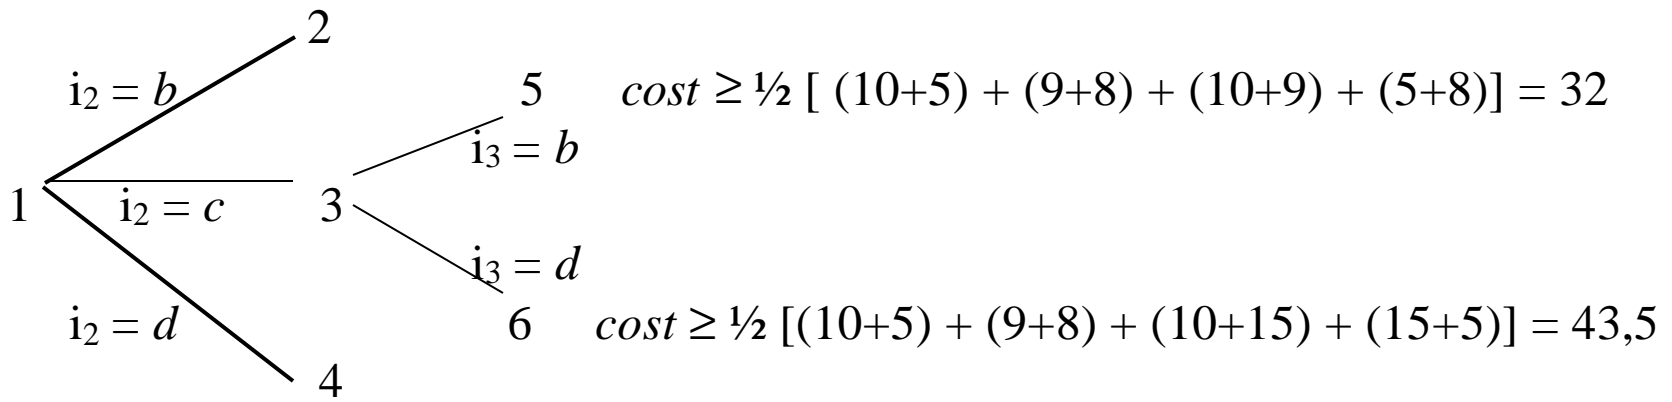 2
i₂ = b
5 cost ≥ ½ [ (10+5) + (9+8) + (10+9) + (5+8)] = 32
i₃ = b
1
i₂ = c
3
i₃ = d
i₂ = d
6 cost ≥ ½ [(10+5) + (9+8) + (10+15) + (15+5)] = 43,5
4